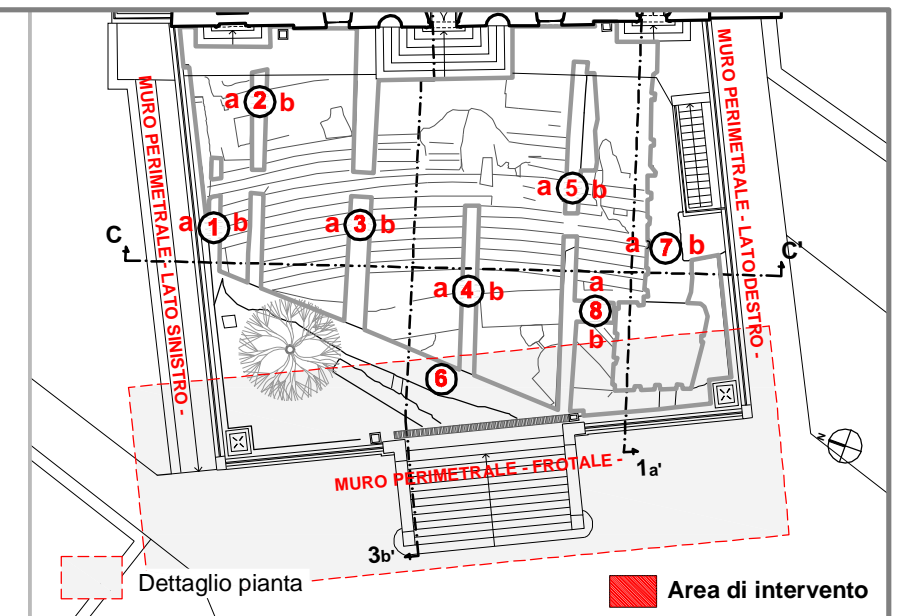 MURO PERIMETRALE - LATO SINISTRO -
MURO PERIMETRALE - LATO DESTRO -
a 2 b
a 5 b
a 1 b
a 3 b
C
a 7 b
C'
a 4 b
a
8
b
6
N
MURO PERIMETRALE - FROTALE -
1a'
3b'
Dettaglio pianta
Area di intervento